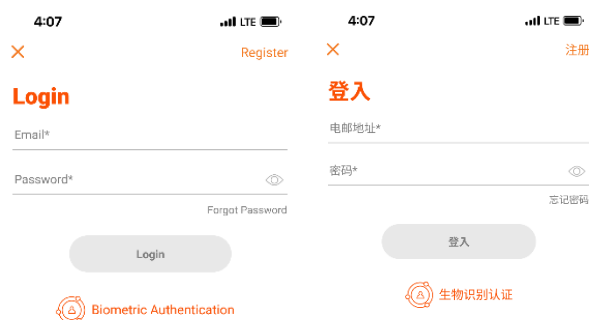 4:07
LTE
Register
Login
Email*
Password*
Forgot Password
Login
Biometric Authentication
4:07
LTE
注册
登入
电邮地址*
密码*
忘记密码
登入
生物识别认证